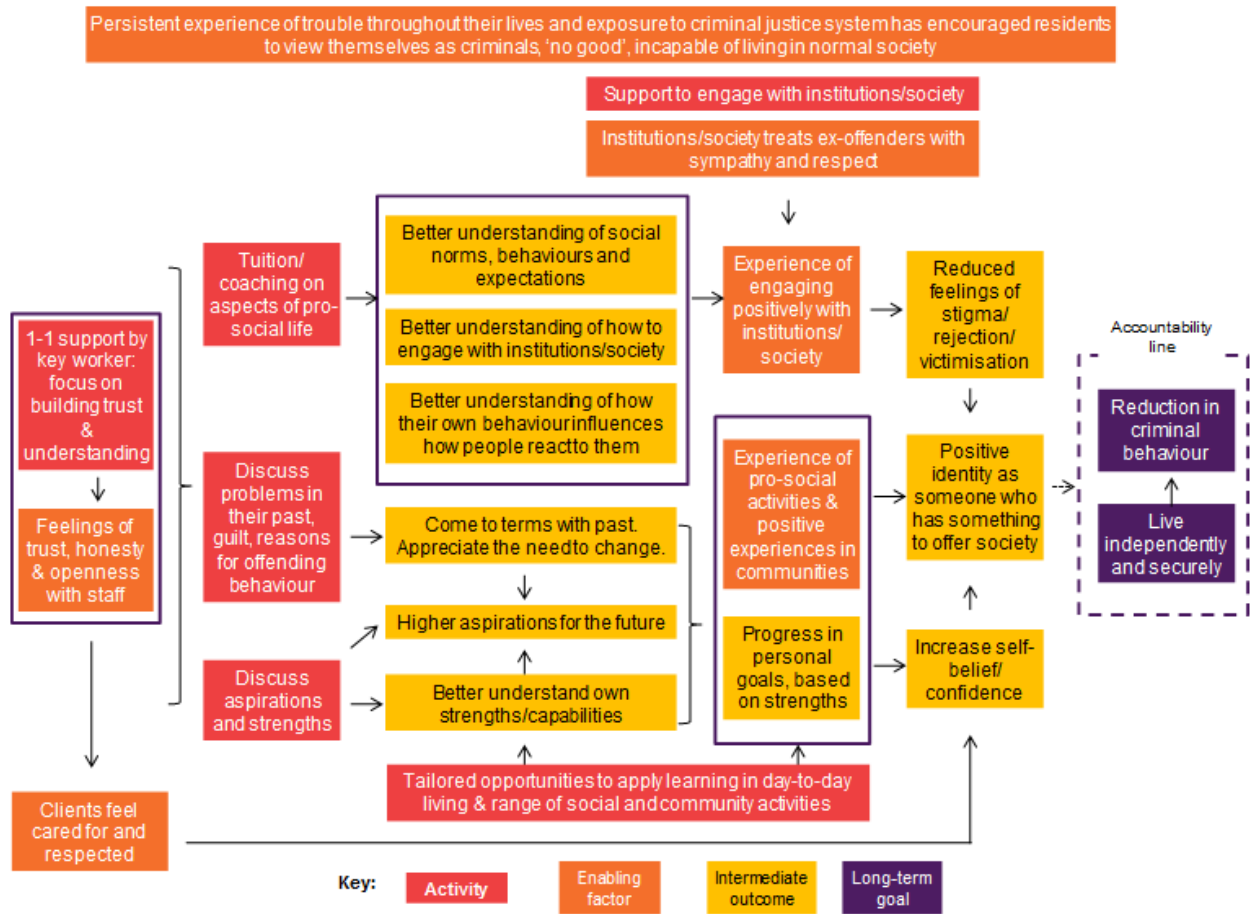 Persistent experience of trouble throughout their lives and exposure to criminal justice system has encouraged residents
to view themselves as criminals, 'no good', incapable of living in normal society
Support to engage with institutions/society
Institutions/society treats ex-offenders with
sympathy and respect
1-1 support by
key worker:
focus on
building trust
&
understanding
Feelings of
trust, honesty
& openness
with staff
Clients feel
cared for and
respected
Tuition/
coaching on
aspects of pro-
social life
Discuss
problems in
their past,
guilt, reasons
for offending
behaviour
Discuss
aspirations
and strengths
Better understanding of social
norms, behaviours and
expectations
Better understanding of how to
engage with institutions/society
Better understanding of how
their own behaviour influences
how people react to them
Come to terms with past.
Appreciate the need to change.
Higher aspirations for the future
Better understand own
strengths/capabilities
Tailored opportunities to apply learning in day-to-day
living & range of social and community activities
Experience of
engaging
positively with
institutions/
society
Experience of
pro-social
activities &
positive
experiences in
communities
Progress in
personal
goals, based
on strengths
Reduced
feelings of
stigma/
rejection/
victimisation
Positive
identity as
someone who
has something
to offer society
Increase self-
belief/
confidence
Accountability
line
Reduction in
criminal
behaviour
Live
independently
and securely
Key:
Activity
Enabling
factor
Intermediate
outcome
Long-term
goal